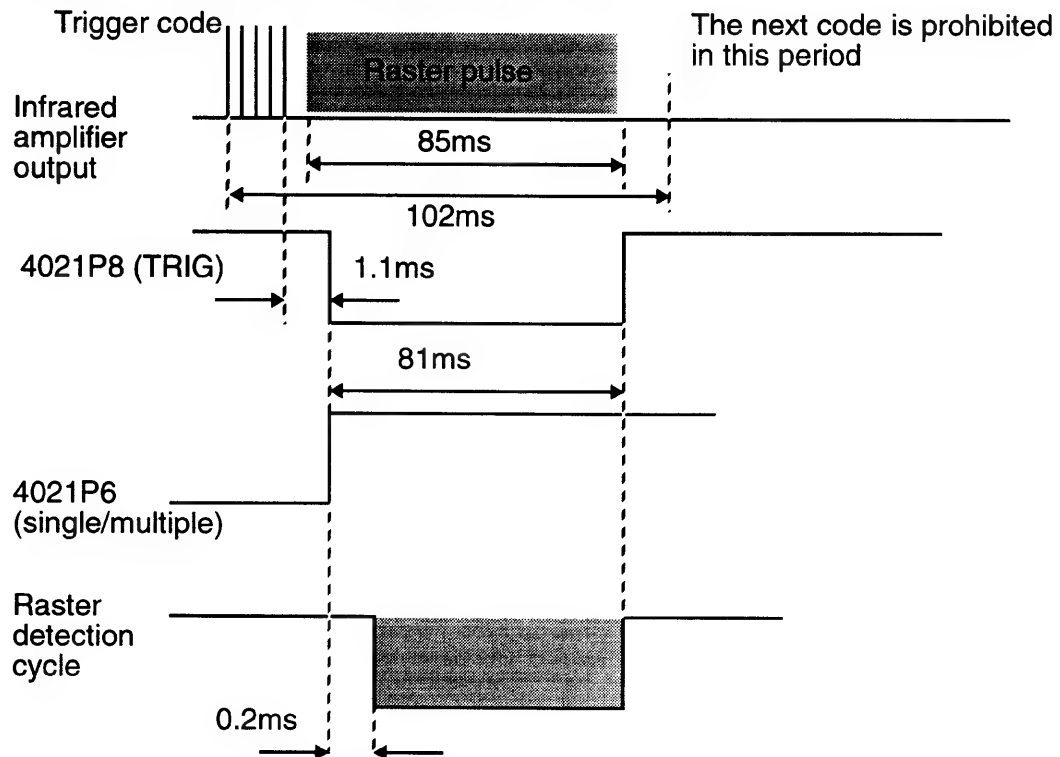 Trigger code
The next code is prohibited
in this period
Raster pulse
Infrared
amplifier
output
85ms
102ms
4021P8 (TRIG)
1.1ms
81ms
4021P6
(single/multiple)
Raster
detection
cycle
0.2ms